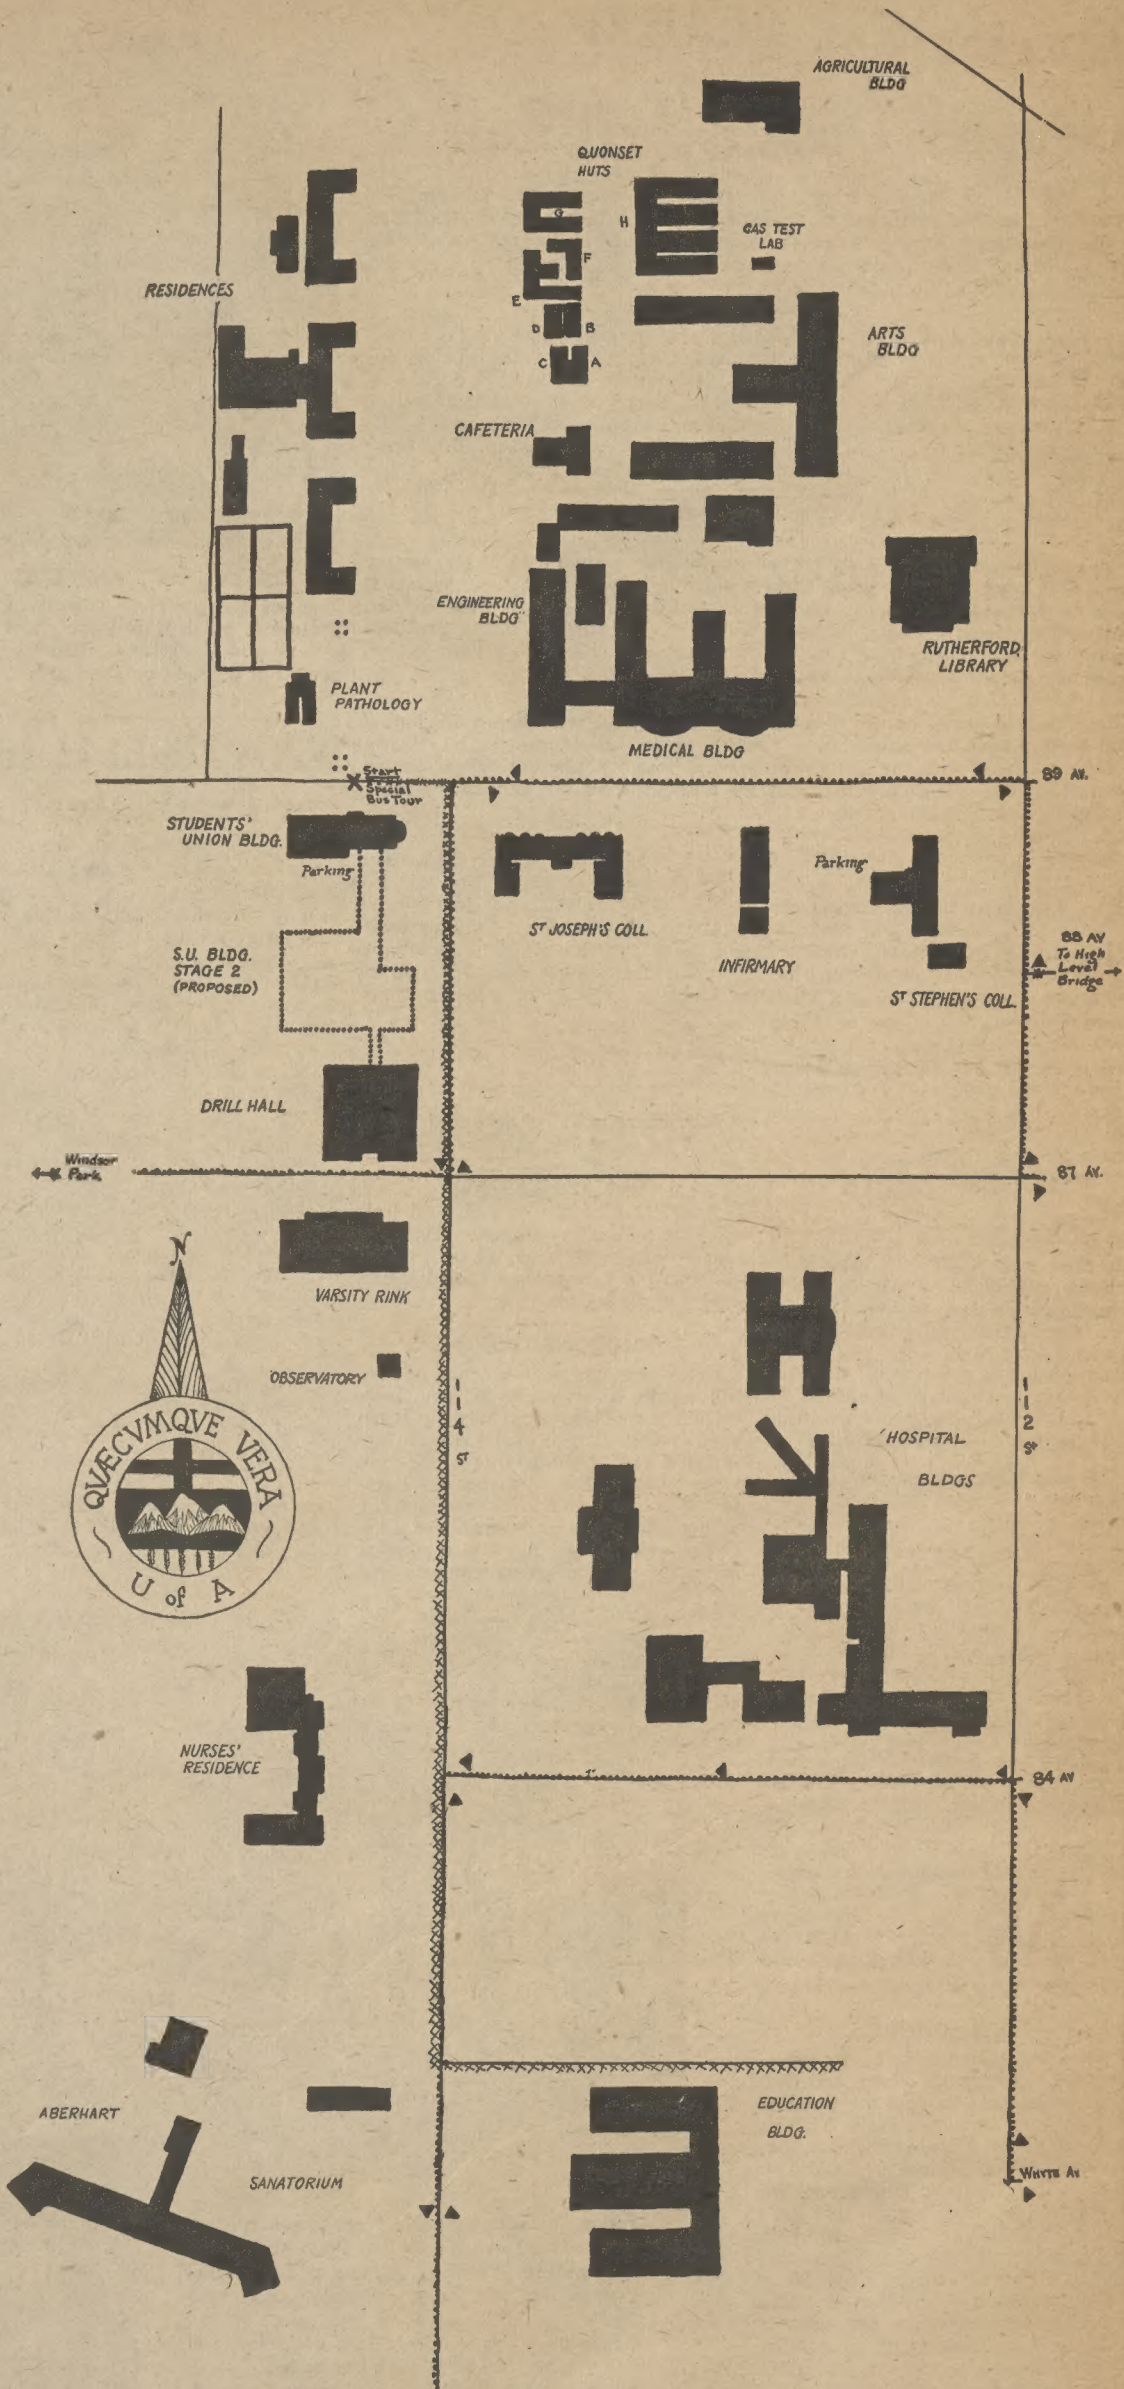 AGRICULTURAL
BLDG
QUONSET
HUTS
G
H
GAS TEST
LAB
F
RESIDENCES
E
D
B
ARTS
BLDG
C
A
CAFETERIA
ENGINEERING
BLDG
RUTHERFORD
LIBRARY
PLANT
PATHOLOGY
MEDICAL BLDG
Start
Special
Bus Tour
89 AV.
STUDENTS'
UNION BLDG.
Parking
Parking
ST JOSEPH'S COLL.
S.U. BLDG.
STAGE 2
(PROPOSED)
INFIRMARY
88 AV
To High
Level
Bridge
ST STEPHEN'S COLL.
DRILL HALL
Windsor
Park
87 AV.
N
VARSITY RINK
OBSERVATORY
114 ST
112 St
HOSPITAL
BLDGS
QVÆCVMQVE VERA
U of A
NURSES'
RESIDENCE
84 AV
ABERHART
SANATORIUM
EDUCATION
BLDG.
WHYTE AV